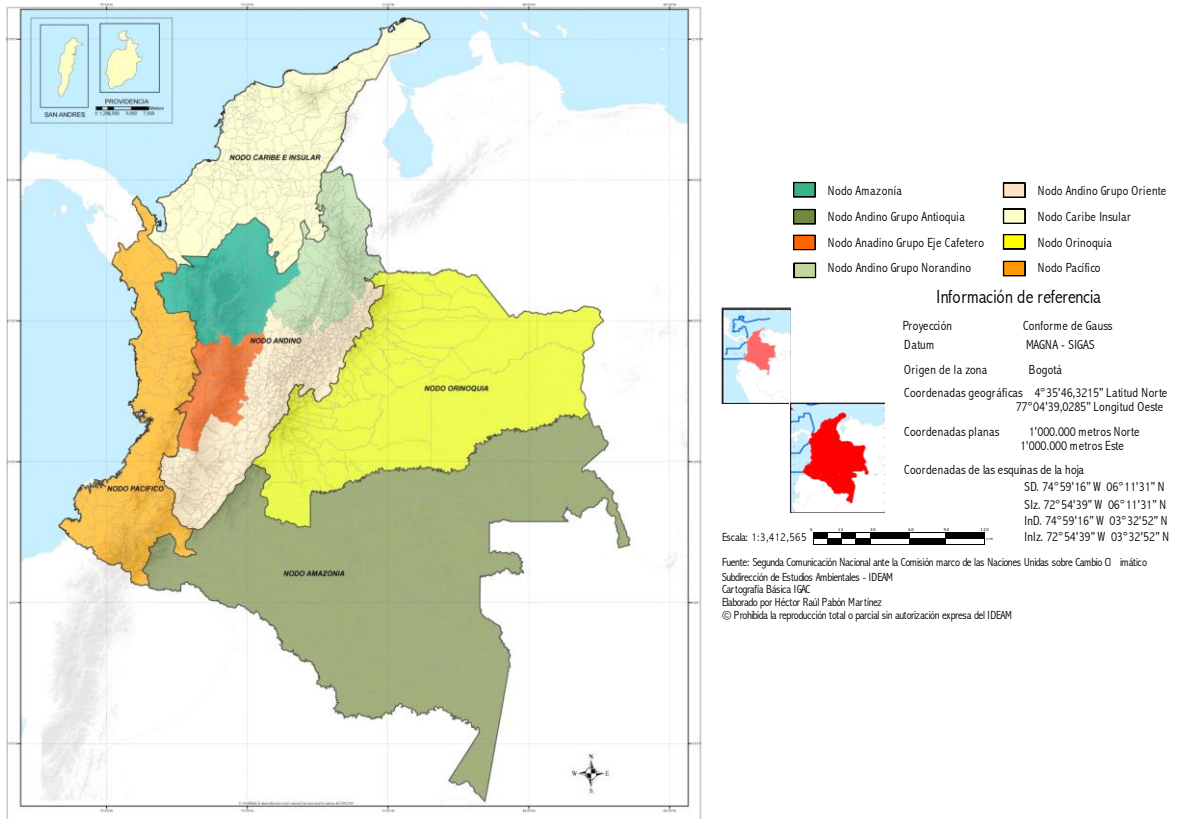 SAN ANDRES
PROVIDENCIA
NODO CARIBE E INSULAR
NODO ANDINO
NODO ORINOQUIA
NODO PACIFICO
NODO AMAZONIA
N
W
E
S
Nodo Amazonía
Nodo Andino Grupo Antioquia
Nodo Anadino Grupo Eje Cafetero
Nodo Andino Grupo Norandino
Nodo Andino Grupo Oriente
Nodo Caribe Insular
Nodo Orinoquia
Nodo Pacífico
Información de referencia
Proyección Conforme de Gauss
Datum MAGNA - SIGAS
Origen de la zona Bogotá
Coordenadas geográficas 4°35'46,3215" Latitud Norte
77°04'39,0285" Longitud Oeste
Coordenadas planas 1'000.000 metros Norte
1'000.000 metros Este
Coordenadas de las esquinas de la hoja
SD. 74°59'16" W 06°11'31" N
SIz. 72°54'39" W 06°11'31" N
InD. 74°59'16" W 03°32'52" N
InIz. 72°54'39" W 03°32'52" N
Escala: 1:3,412,565
0 15 30 60 90 120
Fuente: Segunda Comunicación Nacional ante la Comisión marco de las Naciones Unidas sobre Cambio Cl imático
Subdirección de Estudios Ambientales - IDEAM
Cartografía Básica IGAC
Elaborado por Héctor Raúl Pabón Martínez
© Prohibida la reproducción total o parcial sin autorización expresa del IDEAM